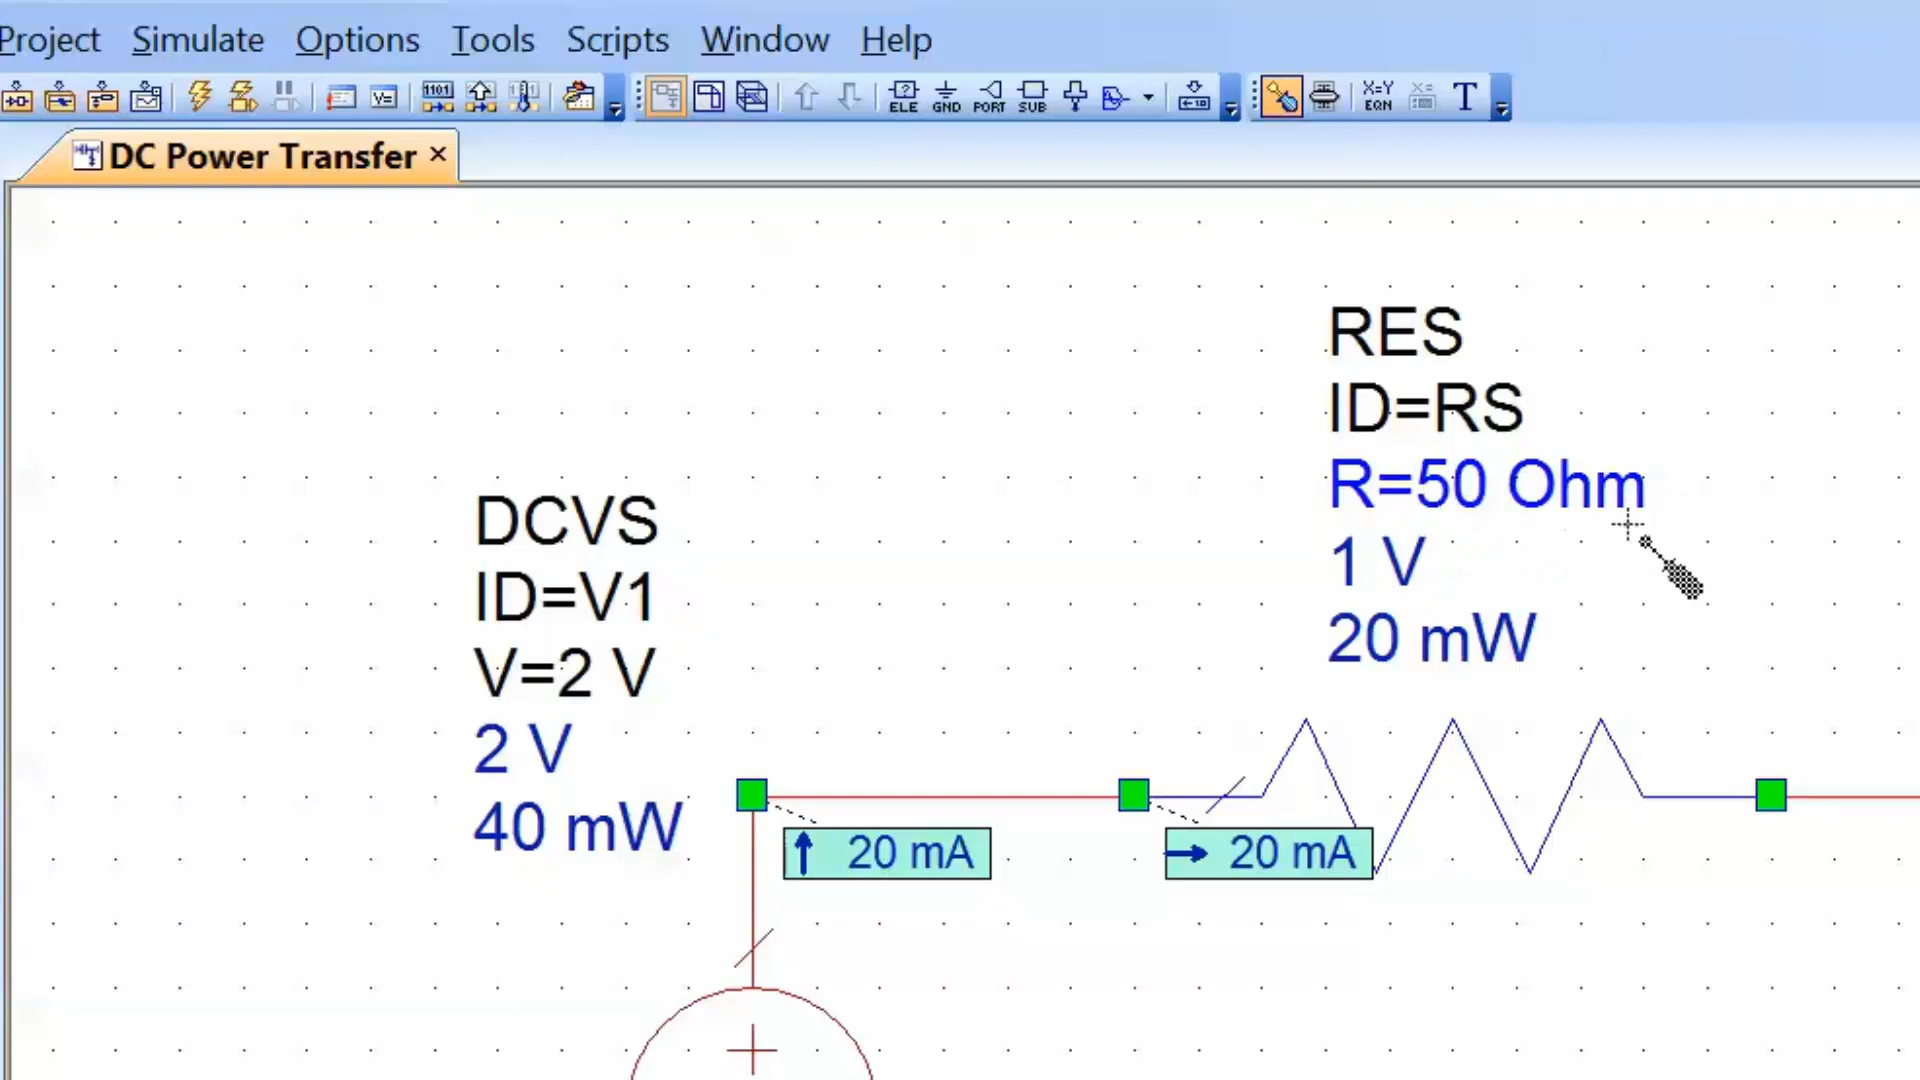 Project Simulate Options Tools Scripts Window Help
V= 1101 ELE GND PORT SUB X=Y EQN X= T
DC Power Transfer ×
RES
ID=RS
R=50 Ohm
1 V
20 mW
DCVS
ID=V1
V=2 V
2 V
40 mW
20 mA
20 mA